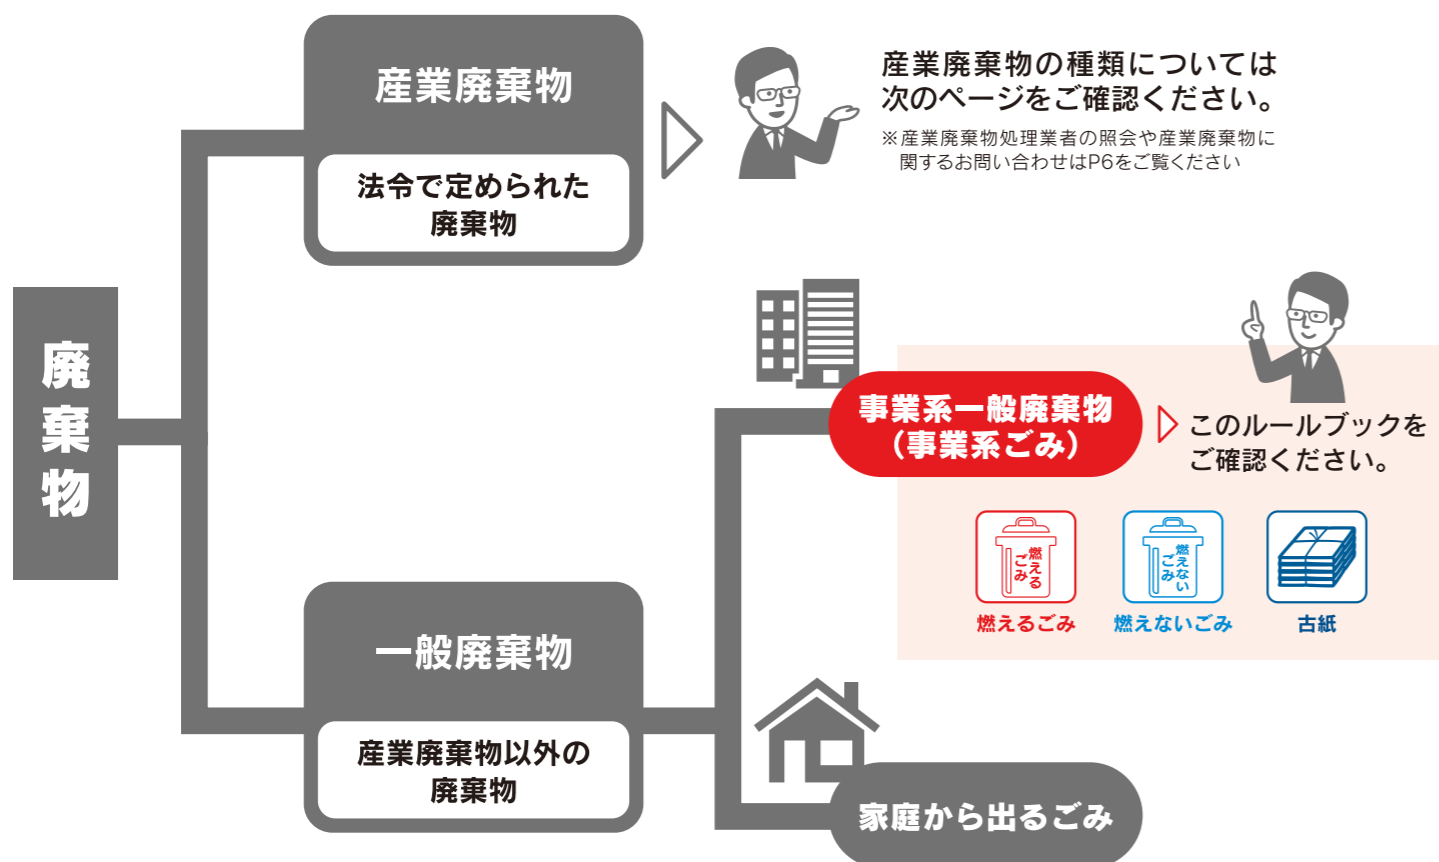 廃棄物
産業廃棄物
法令で定められた
廃棄物
産業廃棄物の種類については
次のページをご確認ください。
※産業廃棄物処理業者の照会や産業廃棄物に
関するお問い合わせはP6をご覧ください
一般廃棄物
産業廃棄物以外の
廃棄物
事業系一般廃棄物
（事業系ごみ）
このルールブックを
ご確認ください。
燃える
ごみ
燃えるごみ
燃えない
ごみ
燃えないごみ
古紙
家庭から出るごみ